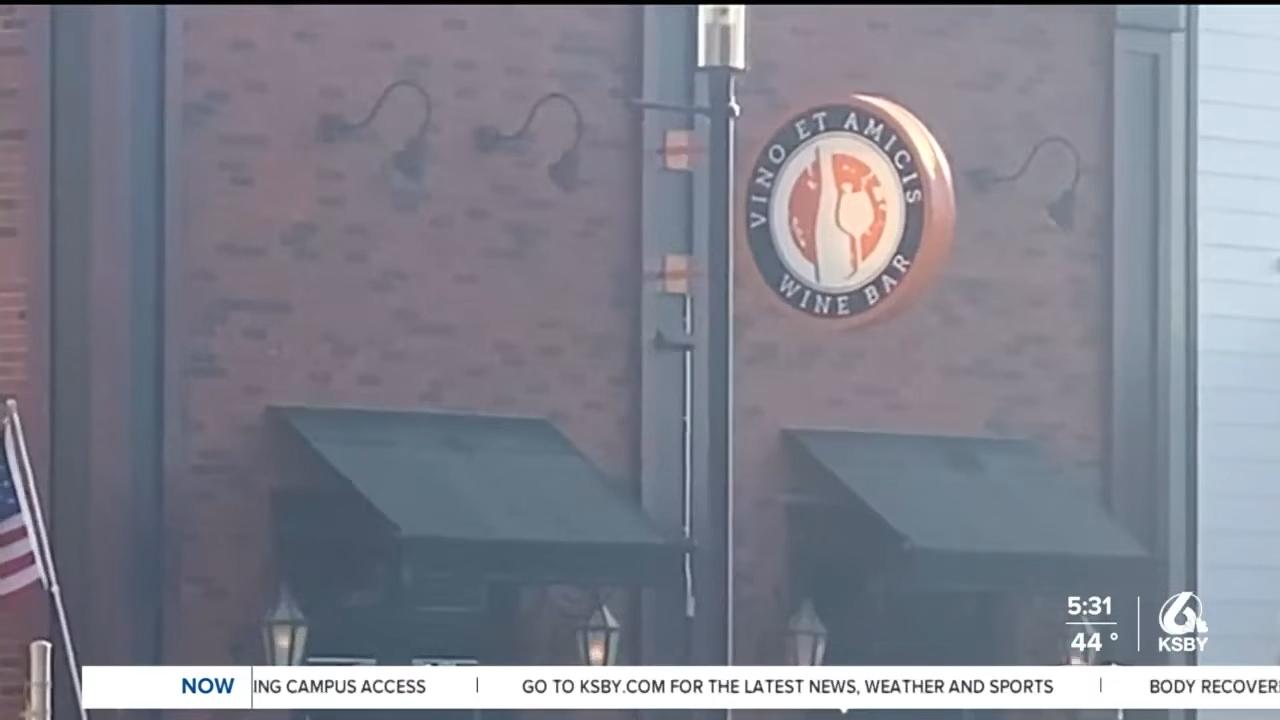 VINO ET AMICIS
WINE BAR
5:31
44°
6
KSBY
NOW
ING CAMPUS ACCESS | GO TO KSBY.COM FOR THE LATEST NEWS, WEATHER AND SPORTS | BODY RECOVER